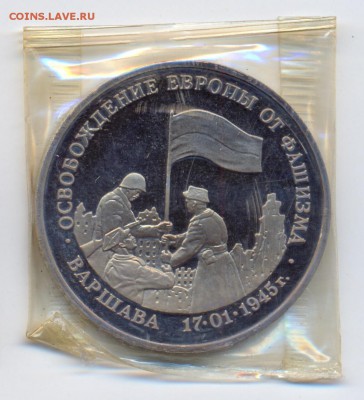 COINS.LAVE.RU
· ОСВОБОЖДЕНИЕ ЕВРОПЫ ОТ ФАШИЗМА ·
ВАРШАВА 17·01·1945г.